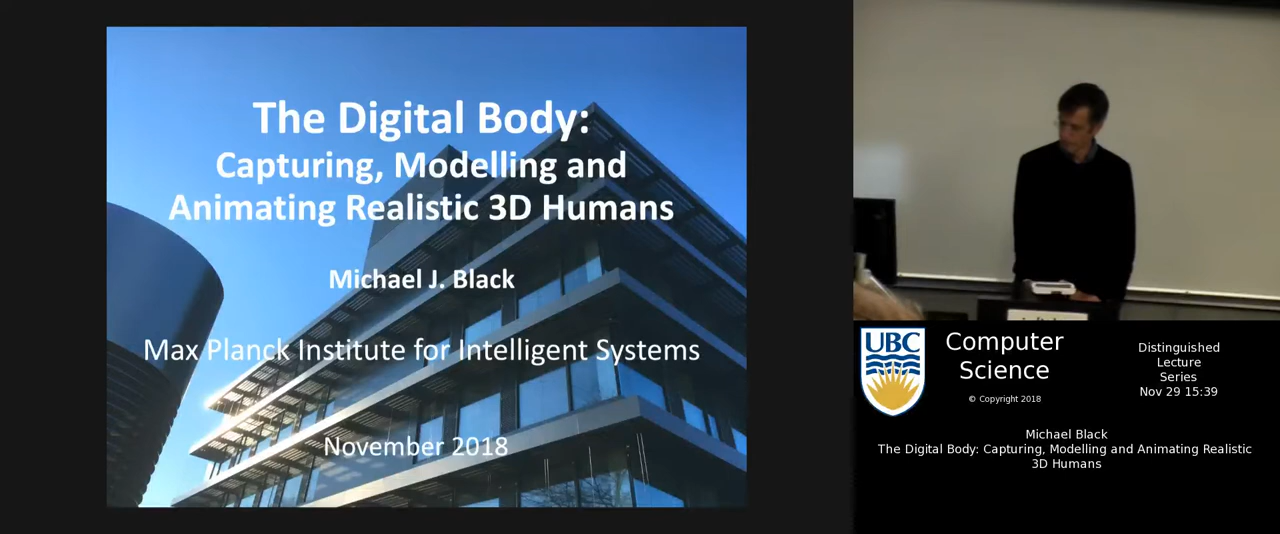 The Digital Body:
Capturing, Modelling and
Animating Realistic 3D Humans
Michael J. Black
Max Planck Institute for Intelligent Systems
November 2018
UBC
Computer
Science
© Copyright 2018
Distinguished
Lecture
Series
Nov 29 15:39
Michael Black
The Digital Body: Capturing, Modelling and Animating Realistic
3D Humans